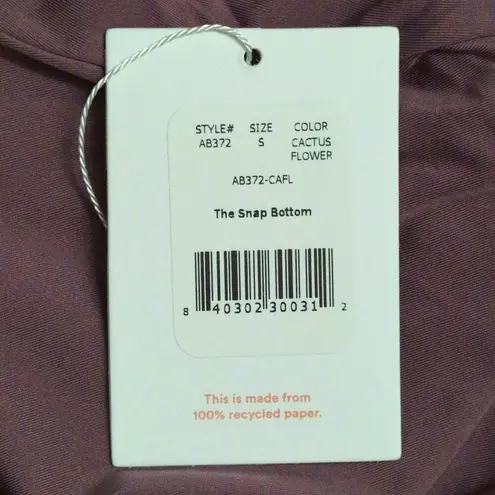 STYLE# SIZE COLOR
AB372 S CACTUS
FLOWER
AB372-CAFL
The Snap Bottom
8 40302 30031 2
This is made from
100% recycled paper.